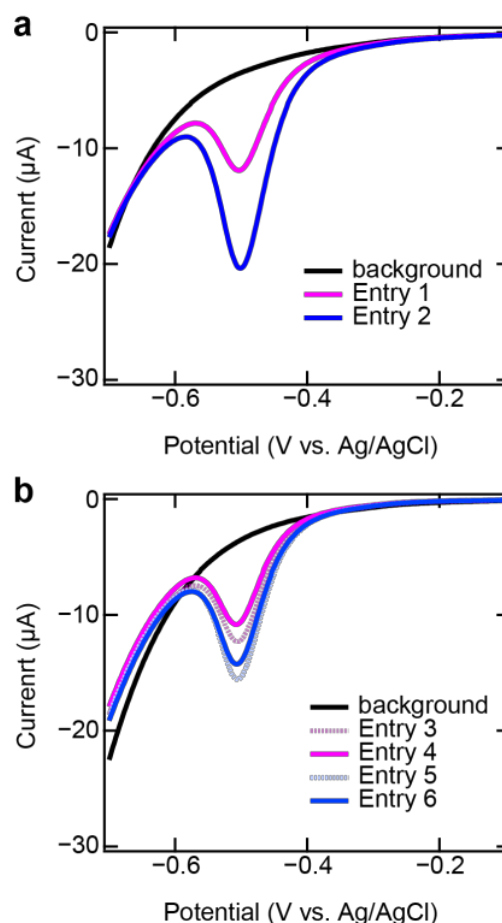 a
0
−10
−20
−30
Currenrt (µA)
background
Entry 1
Entry 2
−0.6 −0.4 −0.2
Potential (V vs. Ag/AgCl)
b
0
−10
−20
−30
Currenrt (µA)
background
Entry 3
Entry 4
Entry 5
Entry 6
−0.6 −0.4 −0.2
Potential (V vs. Ag/AgCl)